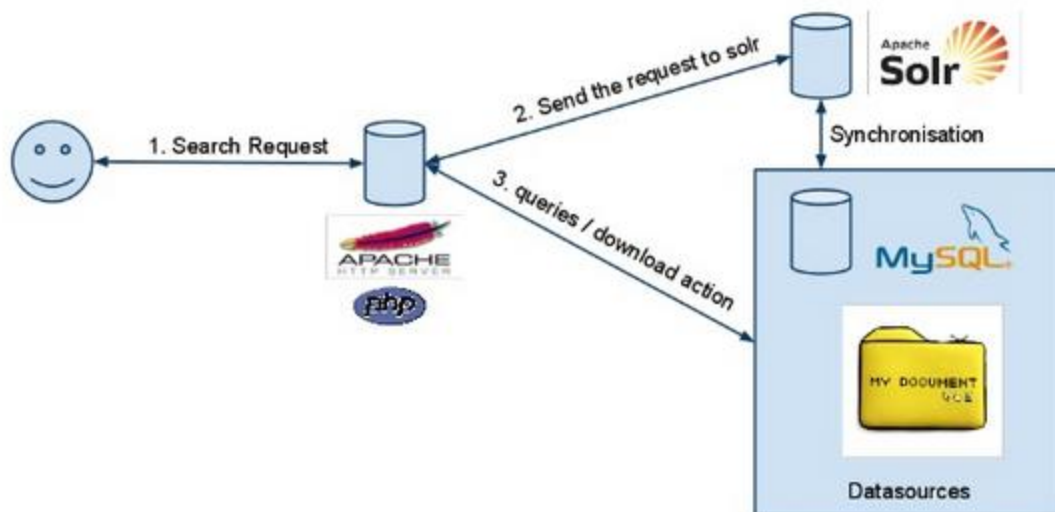 Apache
Solr
2. Send the request to solr
1. Search Request
Synchronisation
3. queries / download action
APACHE
HTTP SERVER
php
MySQL
MY DOCUMENT
Datasources